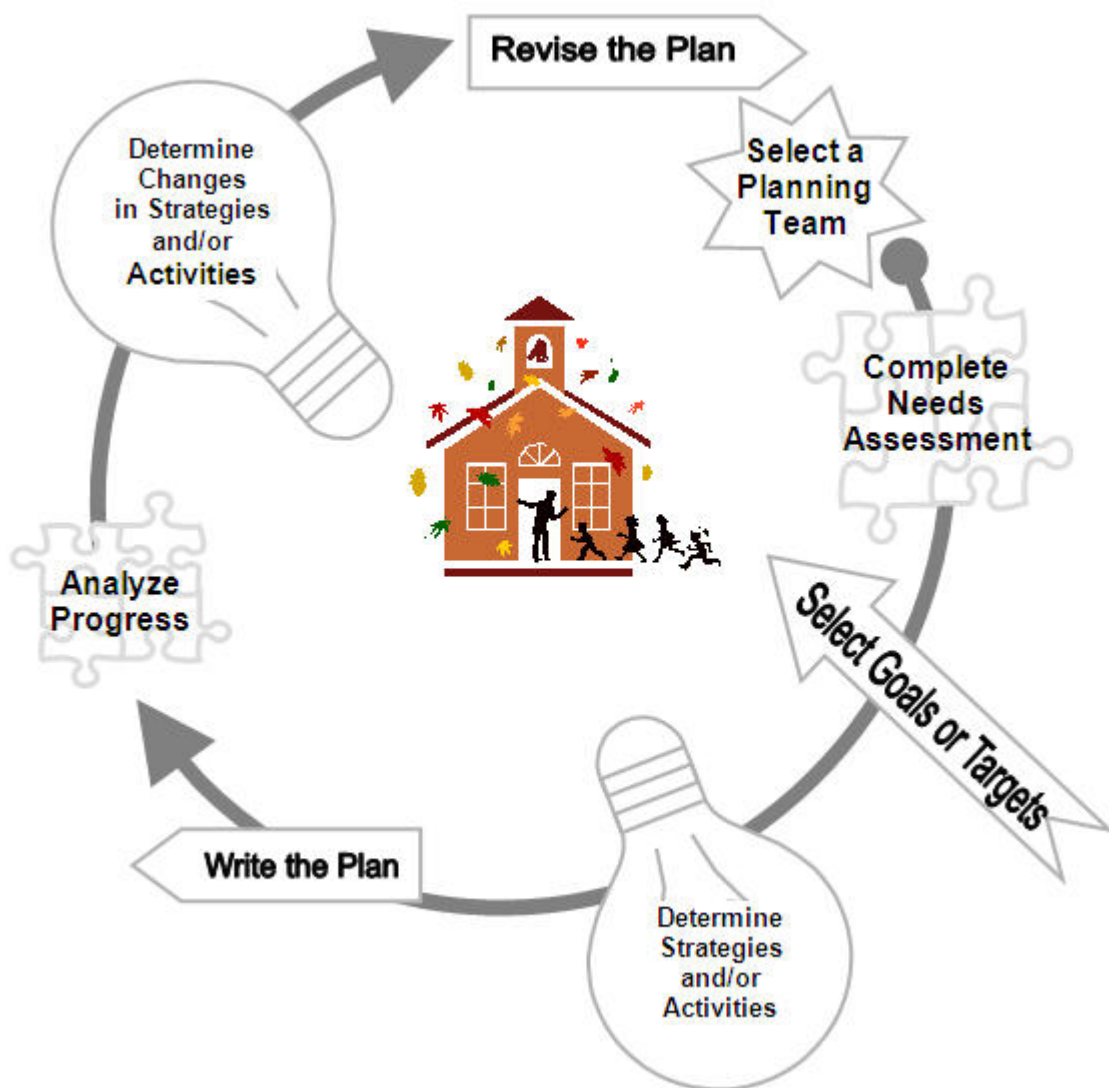 Revise the Plan
Select a
Planning
Team
Complete
Needs
Assessment
Select Goals or Targets
Determine
Strategies
and/or
Activities
Write the Plan
Analyze
Progress
Determine
Changes
in Strategies
and/or
Activities